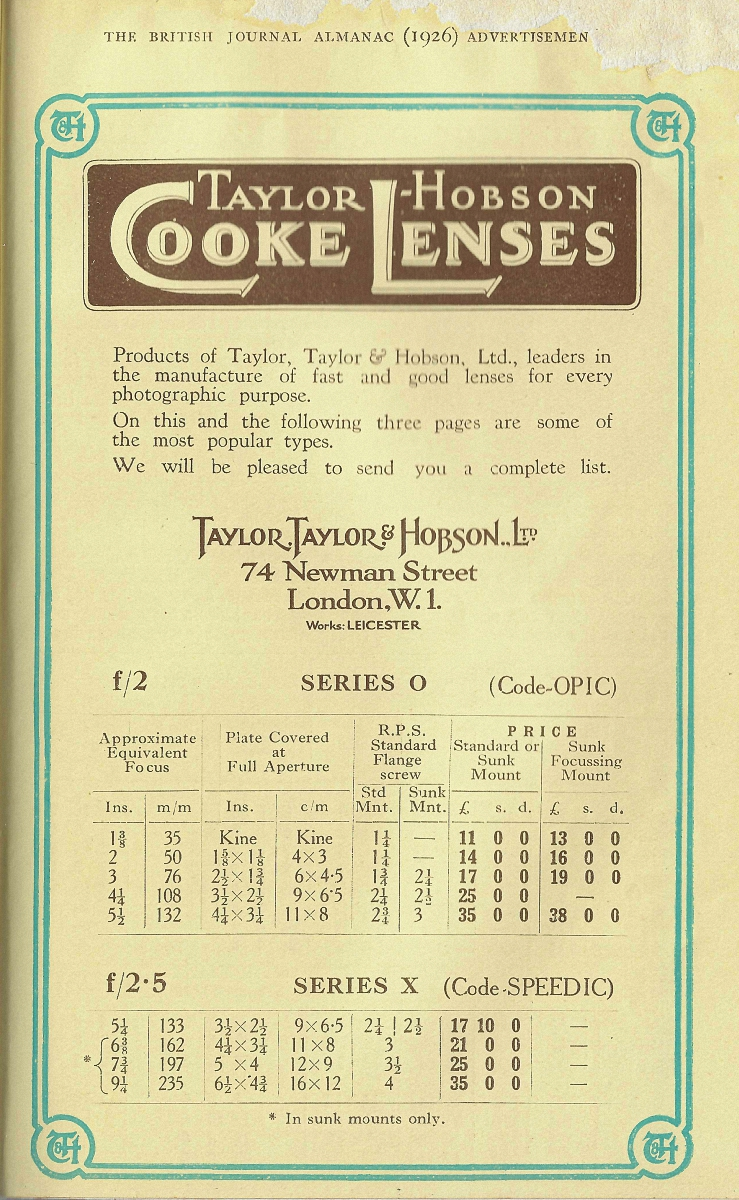 THE BRITISH JOURNAL ALMANAC (1926) ADVERTISEMEN
TH TH
TAYLOR-HOBSON
COOKE LENSES
Products of Taylor, Taylor & Hobson, Ltd., leaders in
the manufacture of fast and good lenses for every
photographic purpose.
On this and the following three pages are some of
the most popular types.
We will be pleased to send you a complete list.
TAYLOR, TAYLOR & HOBSON., LTD
74 Newman Street
London, W. 1.
Works: LEICESTER
f/2 SERIES O (Code-OPIC)
Approximate Equivalent Focus | Plate Covered at Full Aperture | R.P.S. Standard Flange screw | PRICE
Standard or Sunk Mount | Sunk Focussing Mount
Ins. | m/m | Ins. | c/m | Std Mnt. | Sunk Mnt. | £ s. d. | £ s. d.
1⅜ | 35 | Kine | Kine | 1¼ | — | 11 0 0 | 13 0 0
2 | 50 | 1⅝×1⅛ | 4×3 | 1¼ | — | 14 0 0 | 16 0 0
3 | 76 | 2½×1¾ | 6×4·5 | 1¾ | 2¼ | 17 0 0 | 19 0 0
4¼ | 108 | 3½×2½ | 9×6·5 | 2¼ | 2½ | 25 0 0 | —
5½ | 132 | 4¼×3¼ | 11×8 | 2¾ | 3 | 35 0 0 | 38 0 0
f/2·5 SERIES X (Code-SPEEDIC)
5¼ | 133 | 3½×2½ | 9×6·5 | 2¼ | 2½ | 17 10 0 | —
* 6⅜ | 162 | 4¼×3¼ | 11×8 | 3 | 21 0 0 | —
7¾ | 197 | 5 ×4 | 12×9 | 3½ | 25 0 0 | —
9¼ | 235 | 6½×4¾ | 16×12 | 4 | 35 0 0 | —
* In sunk mounts only.
TH TH